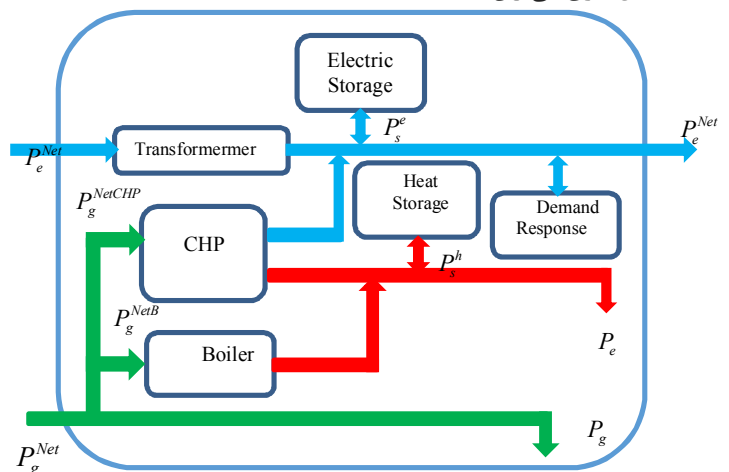 Electric
Storage
P_s^e
P_e^{Net}
Transformermer
P_e^{Net}
P_g^{NetCHP}
Heat
Storage
Demand
Response
CHP
P_s^h
P_g^{NetB}
Boiler
P_e
P_g
P_g^{Net}